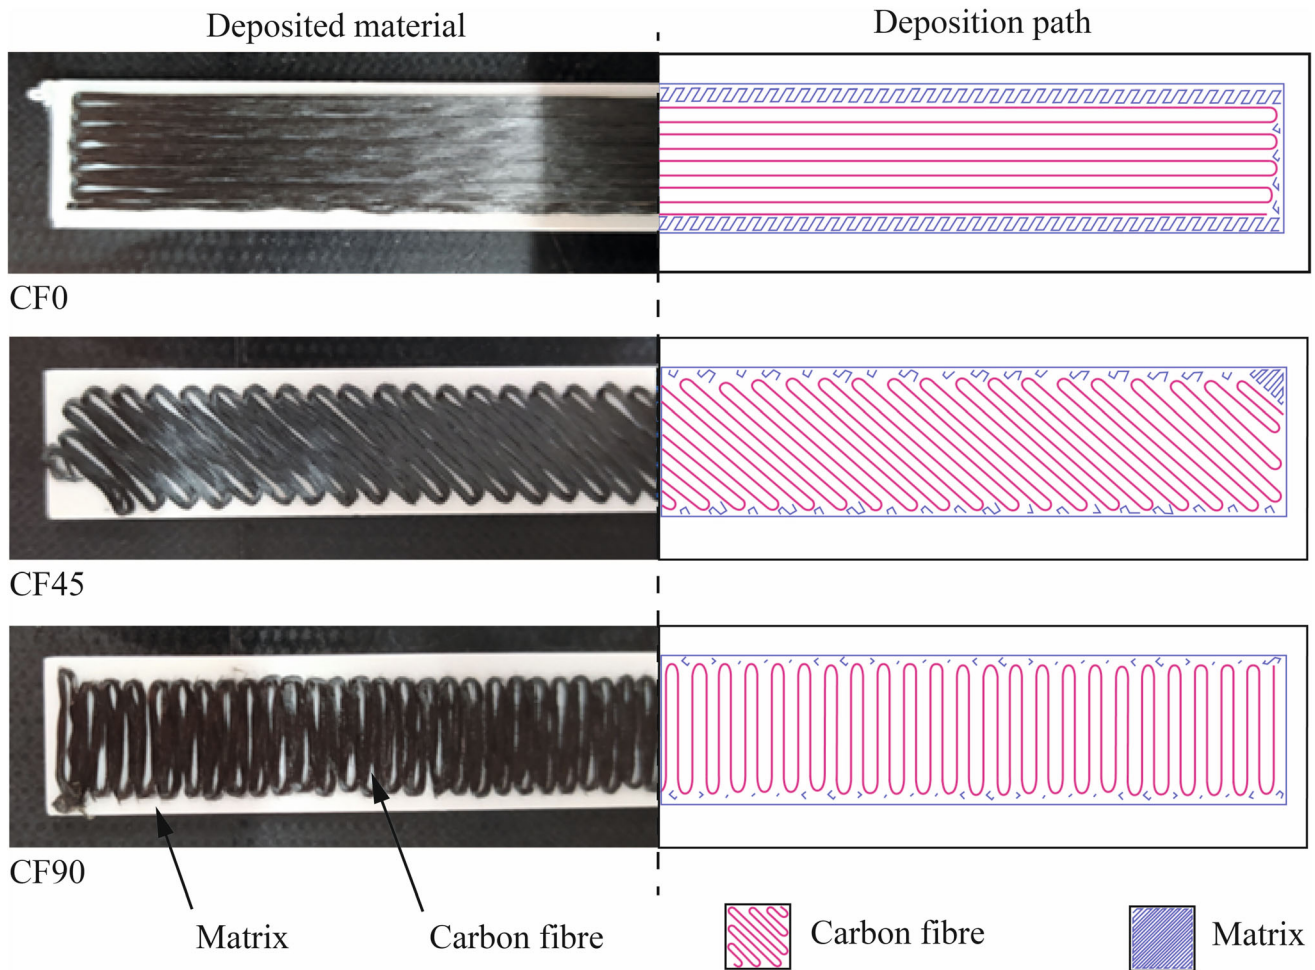 Deposited material
Deposition path
CF0
CF45
CF90
Matrix
Carbon fibre
Carbon fibre
Matrix